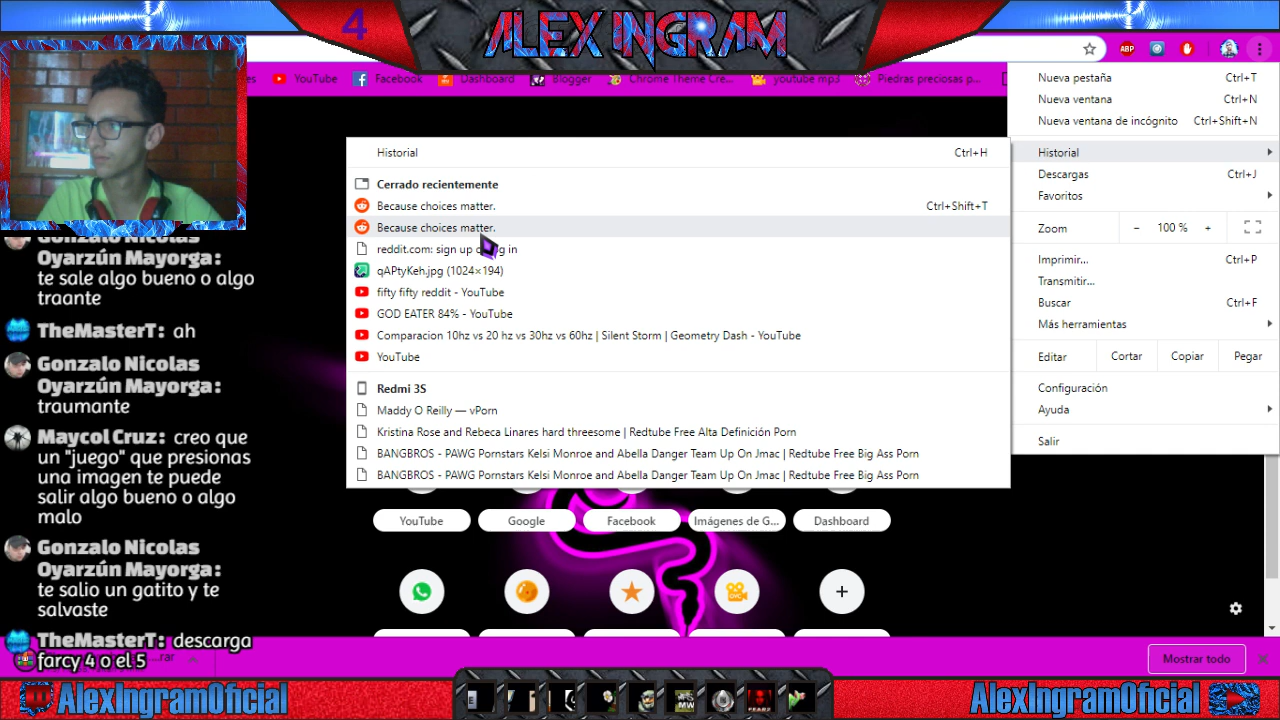 4
ALEX INGRAM
ABP
YouTube
Facebook
Dashboard
Blogger
Chrome Theme Cre...
youtube mp3
Piedras preciosas p...
Nueva pestaña Ctrl+T
Nueva ventana Ctrl+N
Nueva ventana de incógnito Ctrl+Shift+N
Historial
Descargas Ctrl+J
Favoritos
Zoom - 100 % +
Imprimir... Ctrl+P
Transmitir...
Buscar Ctrl+F
Más herramientas
Editar Cortar Copiar Pegar
Configuración
Ayuda
Salir
Historial Ctrl+H
Cerrado recientemente
Because choices matter. Ctrl+Shift+T
Because choices matter.
reddit.com: sign up in
qAPtyKeh.jpg (1024×194)
fifty fifty reddit - YouTube
GOD EATER 84% - YouTube
Comparacion 10hz vs 20 hz vs 30hz vs 60hz | Silent Storm | Geometry Dash - YouTube
YouTube
Redmi 3S
Maddy O Reilly — vPorn
Kristina Rose and Rebeca Linares hard threesome | Redtube Free Alta Definición Porn
BANGBROS - PAWG Pornstars Kelsi Monroe and Abella Danger Team Up On Jmac | Redtube Free Big Ass Porn
BANGBROS - PAWG Pornstars Kelsi Monroe and Abella Danger Team Up On Jmac | Redtube Free Big Ass Porn
Gonzalo Nicolas
Oyarzún Mayorga:
te sale algo bueno o algo
traante
TheMasterT: ah
Gonzalo Nicolas
Oyarzún Mayorga:
traumante
Maycol Cruz: creo que
un "juego" que presionas
una imagen te puede
salir algo bueno o algo
malo
Gonzalo Nicolas
Oyarzún Mayorga:
te salio un gatito y te
salvaste
TheMasterT: descarga
farcy 4 o el 5
...rar
YouTube
Google
Facebook
Imágenes de G...
Dashboard
Mostrar todo
AlexIngramOficial
AlexIngramOficial